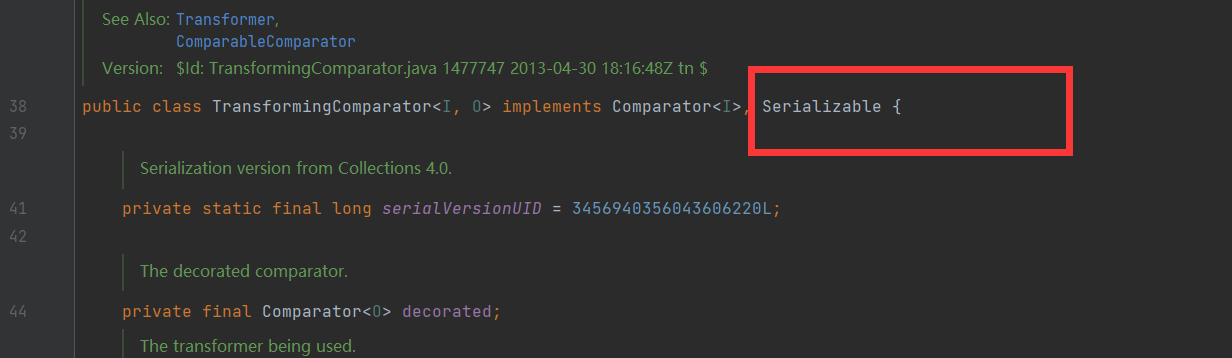 See Also: Transformer,
ComparableComparator
Version: $Id: TransformingComparator.java 1477747 2013-04-30 18:16:48Z tn $
38 public class TransformingComparator<I, O> implements Comparator<I>, Serializable {
39
Serialization version from Collections 4.0.
41 private static final long serialVersionUID = 3456940356043606220L;
42
The decorated comparator.
44 private final Comparator<O> decorated;
The transformer being used.